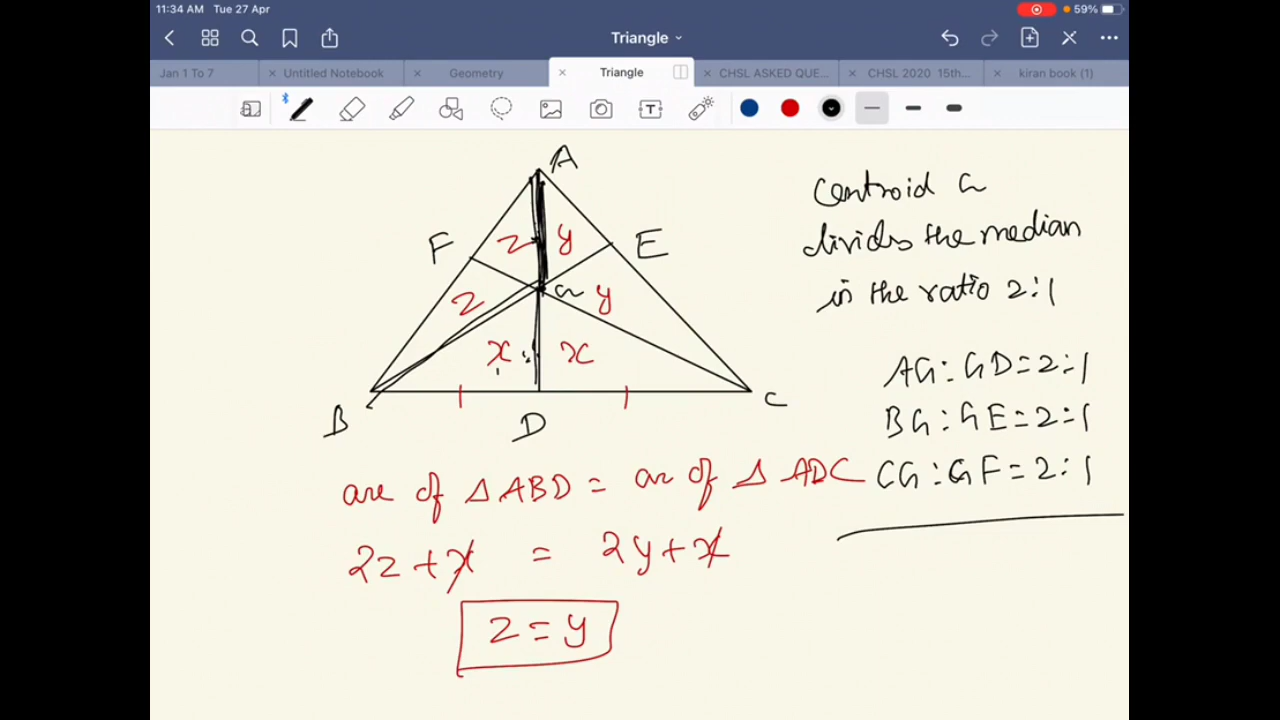 11:34 AM Tue 27 Apr
59%
Triangle
Jan 1 To 7
Untitled Notebook
Geometry
Triangle
CHSL ASKED QUE...
CHSL 2020 15th...
kiran book (1)
T
A
F
E
z
y
G
z
y
x
x
B
D
C
Centroid G
divides the median
in the ratio 2:1
AG:GD=2:1
BG:GE=2:1
CG:GF=2:1
are of △ ABD = ar of △ ADC
2z+x = 2y+x
z=y